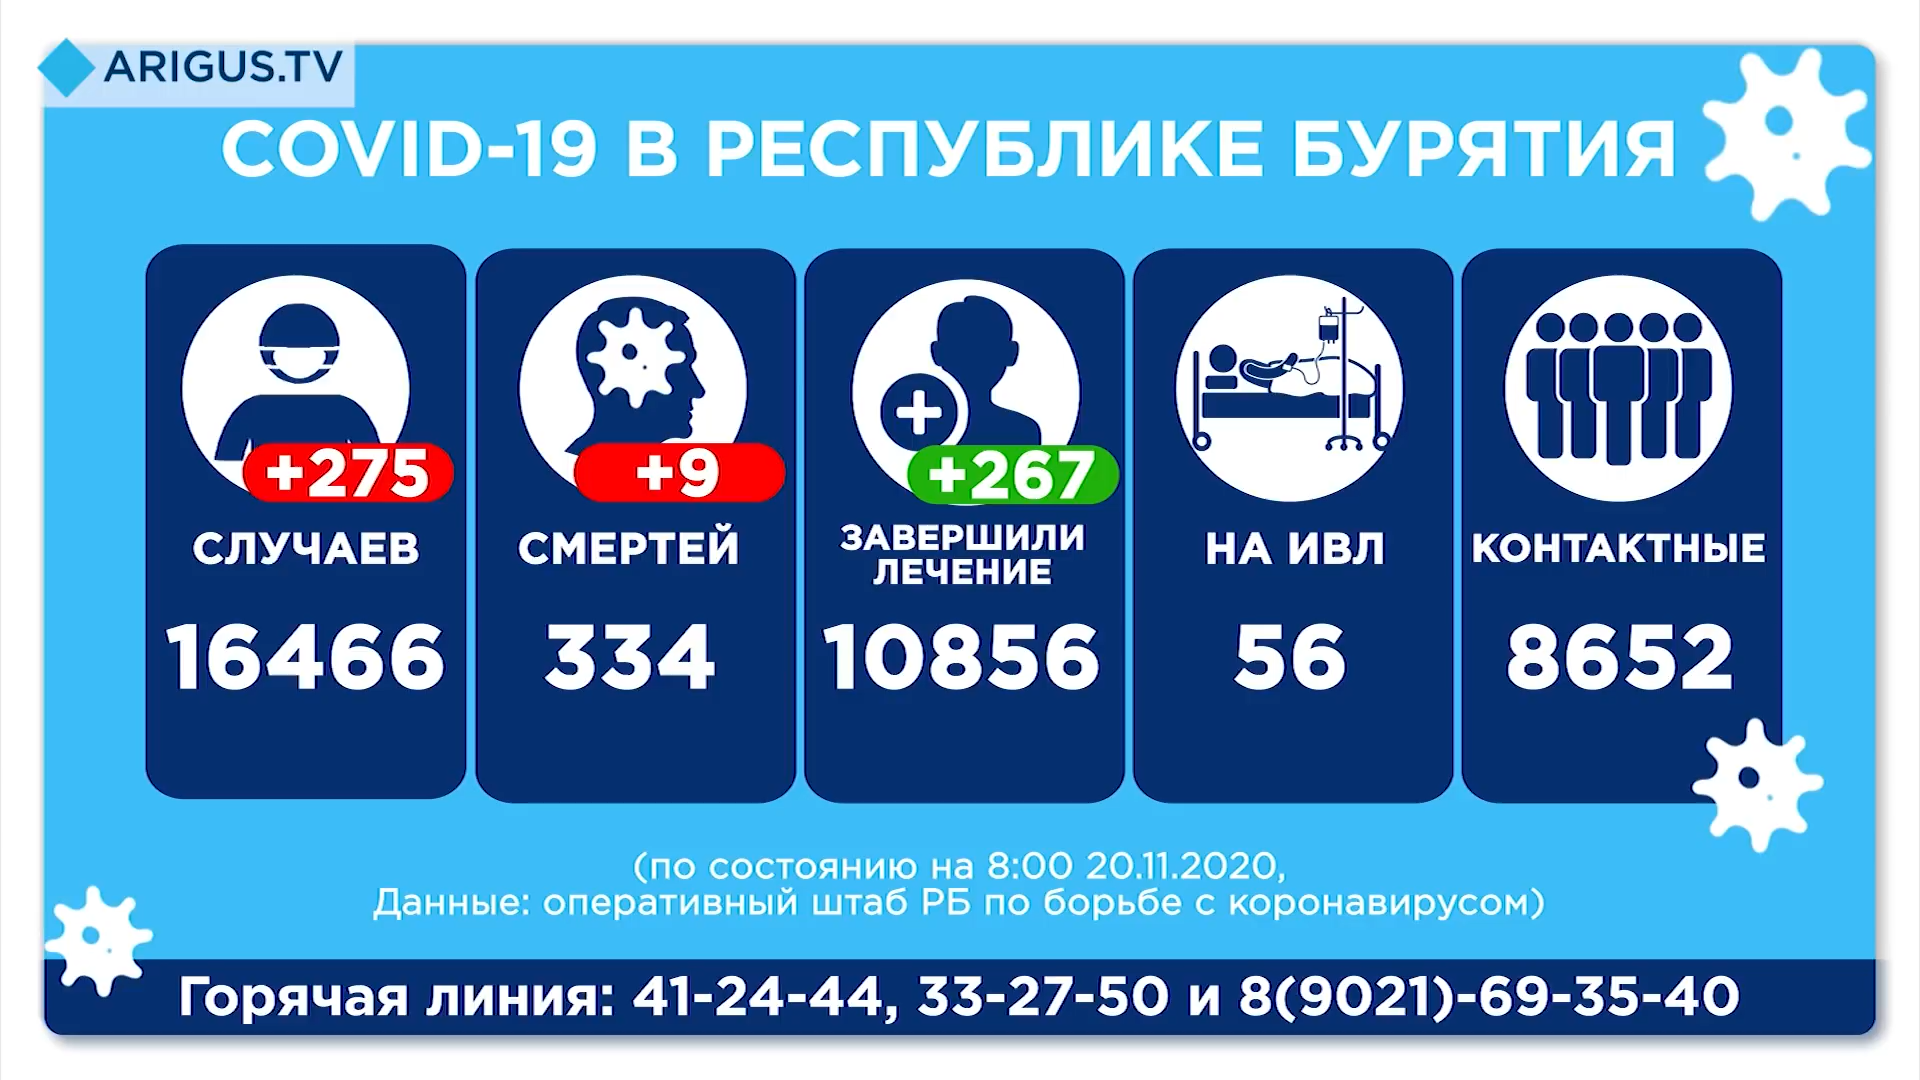 ARIGUS.TV
COVID-19 В РЕСПУБЛИКЕ БУРЯТИЯ
+275
СЛУЧАЕВ
16466
+9
СМЕРТЕЙ
334
+267
ЗАВЕРШИЛИ
ЛЕЧЕНИЕ
10856
НА ИВЛ
56
КОНТАКТНЫЕ
8652
(по состоянию на 8:00 20.11.2020,
Данные: оперативный штаб РБ по борьбе с коронавирусом)
Горячая линия: 41-24-44, 33-27-50 и 8(9021)-69-35-40